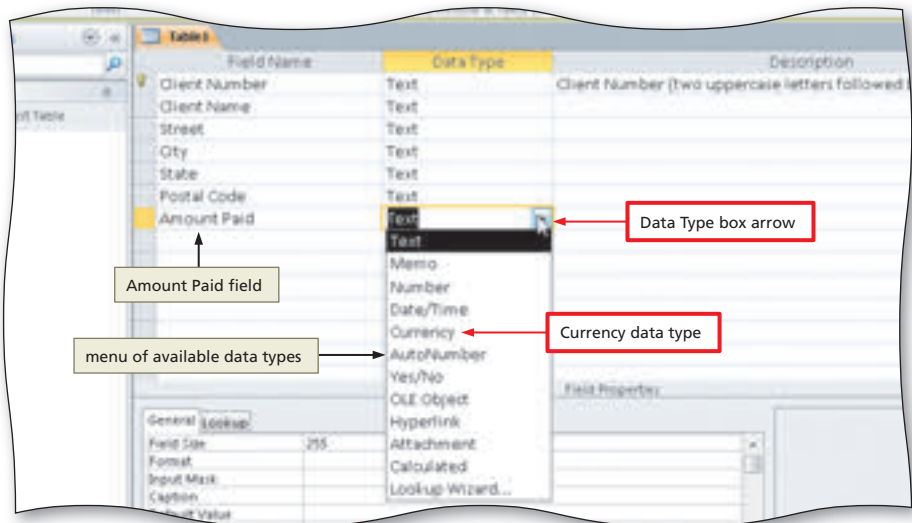 Table1
Field Name Data Type Description
Client Number Text Client Number (two uppercase letters followed
Client Name Text
Street Text
City Text
State Text
Postal Code Text
Amount Paid Text
Data Type box arrow
Text
Memo
Amount Paid field
Number
Date/Time
Currency
Currency data type
menu of available data types
AutoNumber
Yes/No
Field Properties
OLE Object
General Lookup
Hyperlink
Field Size 255
Attachment
Format
Calculated
Input Mask
Lookup Wizard...
Caption
Default Value